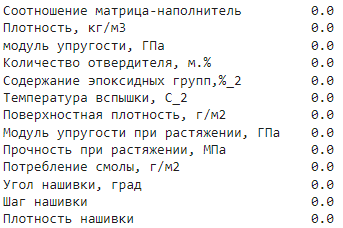 Соотношение матрица-наполнитель 0.0
Плотность, кг/м3 0.0
модуль упругости, ГПа 0.0
Количество отвердителя, м.% 0.0
Содержание эпоксидных групп,%_2 0.0
Температура вспышки, С_2 0.0
Поверхностная плотность, г/м2 0.0
Модуль упругости при растяжении, ГПа 0.0
Прочность при растяжении, МПа 0.0
Потребление смолы, г/м2 0.0
Угол нашивки, град 0.0
Шаг нашивки 0.0
Плотность нашивки 0.0